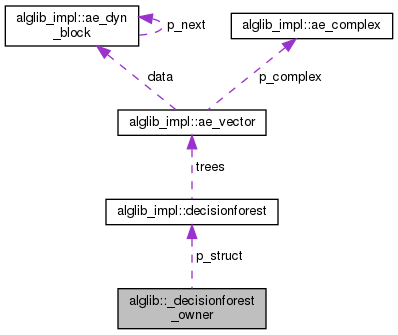 alglib_impl::ae_dyn
_block
p_next
alglib_impl::ae_complex
data
p_complex
alglib_impl::ae_vector
trees
alglib_impl::decisionforest
p_struct
alglib::_decisionforest
_owner